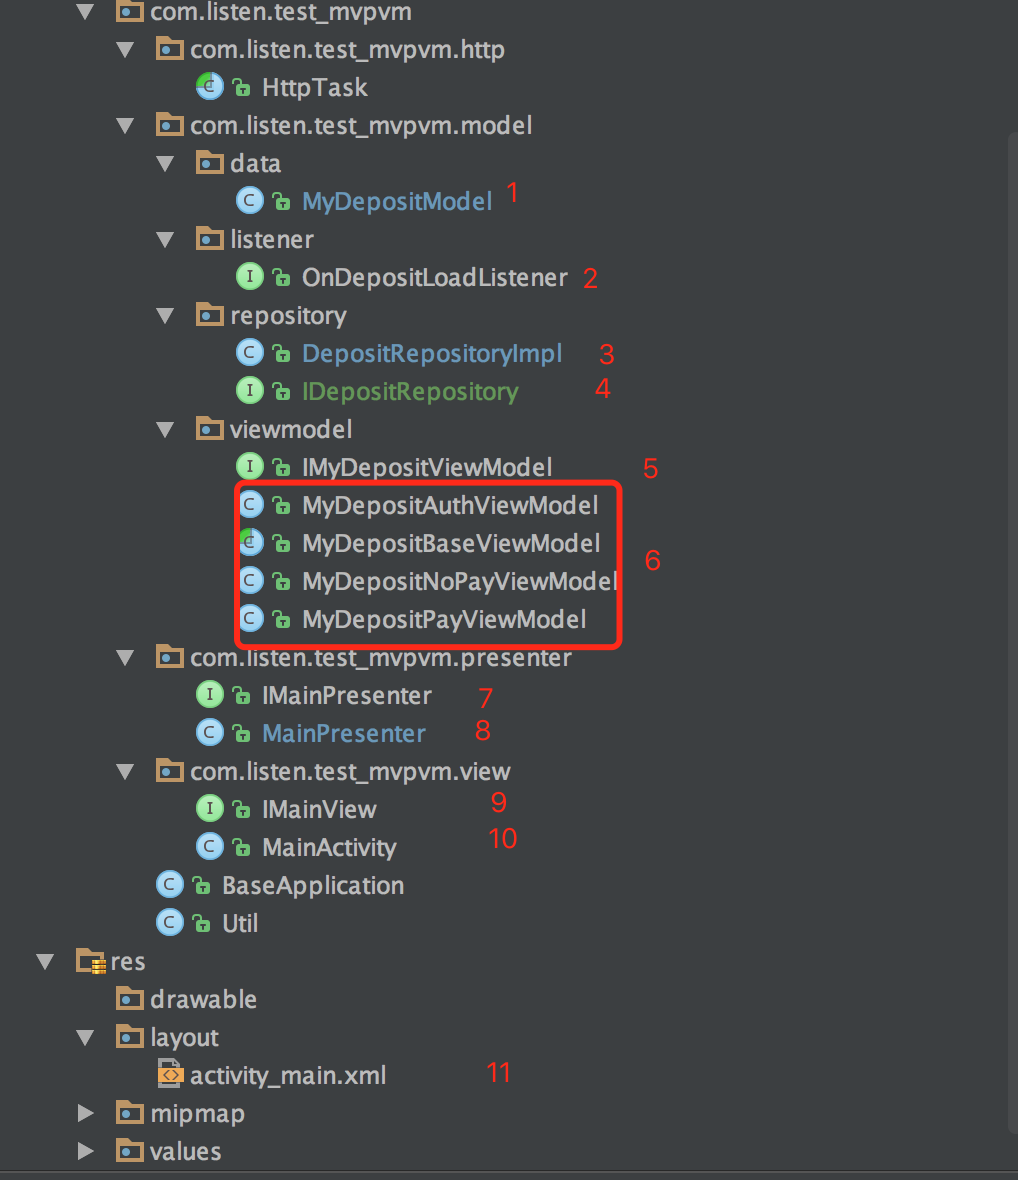 com.listen.test_mvpvm
com.listen.test_mvpvm.http
HttpTask
com.listen.test_mvpvm.model
data
MyDepositModel 1
listener
OnDepositLoadListener 2
repository
DepositRepositoryImpl 3
IDepositRepository 4
viewmodel
IMyDepositViewModel 5
MyDepositAuthViewModel
MyDepositBaseViewModel 6
MyDepositNoPayViewModel
MyDepositPayViewModel
com.listen.test_mvpvm.presenter
IMainPresenter 7
MainPresenter 8
com.listen.test_mvpvm.view
IMainView 9
MainActivity 10
BaseApplication
Util
res
drawable
layout
activity_main.xml 11
mipmap
values